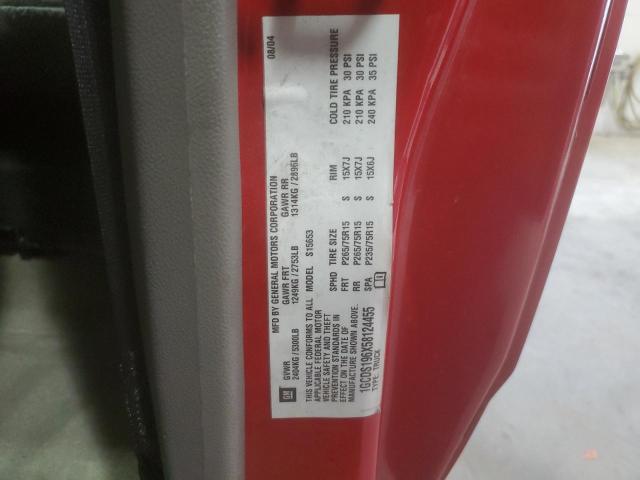 MFD BY GENERAL MOTORS CORPORATION 08/04
GM GVWR GAWR FRT GAWR RR
2404KG/5300LB 1249KG/2753LB 1314KG/2896LB
THIS VEHICLE CONFORMS TO ALL
APPLICABLE FEDERAL MOTOR
VEHICLE SAFETY AND THEFT
PREVENTION STANDARDS IN
EFFECT ON THE DATE OF
MANUFACTURE SHOWN ABOVE.
1GCDS196X58124455
TYPE: TRUCK
MODEL S15653
SPHD TIRE SIZE RIM COLD TIRE PRESSURE
FRT P265/75R15 S 15X7J 210 KPA 30 PSI
RR P265/75R15 S 15X7J 210 KPA 30 PSI
SPA P235/75R15 S 15X6J 240 KPA 35 PSI